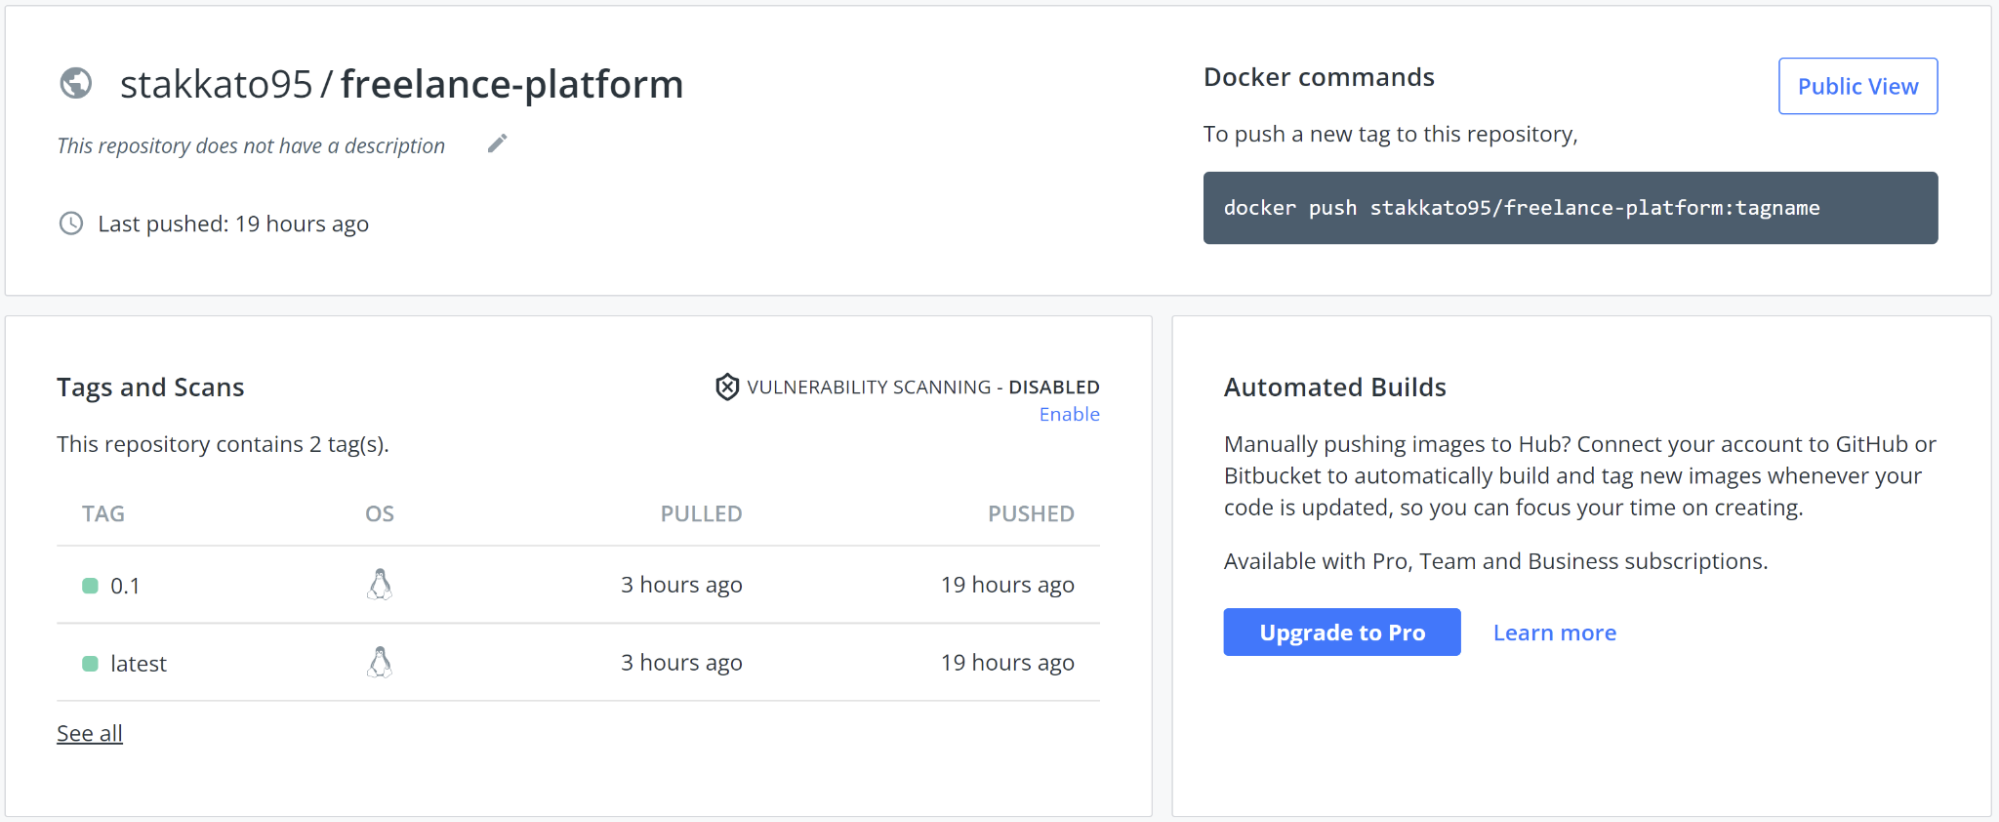 stakkato95 / freelance-platform
This repository does not have a description
Last pushed: 19 hours ago
Docker commands
Public View
To push a new tag to this repository,
docker push stakkato95/freelance-platform:tagname
Tags and Scans
VULNERABILITY SCANNING - DISABLED
Enable
This repository contains 2 tag(s).
TAG OS PULLED PUSHED
0.1 3 hours ago 19 hours ago
latest 3 hours ago 19 hours ago
See all
Automated Builds
Manually pushing images to Hub? Connect your account to GitHub or
Bitbucket to automatically build and tag new images whenever your
code is updated, so you can focus your time on creating.
Available with Pro, Team and Business subscriptions.
Upgrade to Pro Learn more